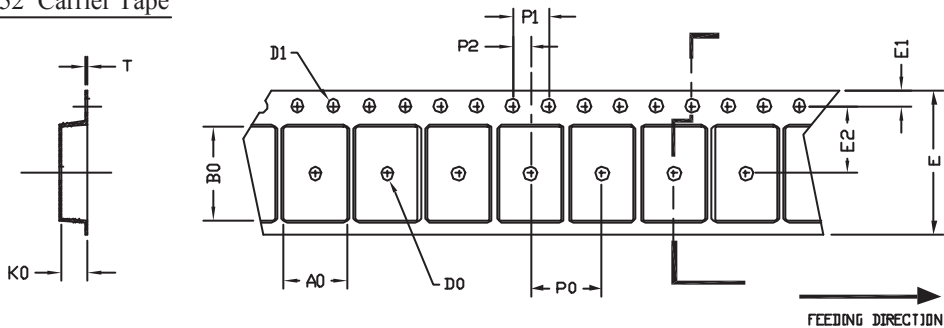 52 Carrier Tape
P1
P2
D1
T
E1
E2
E
B0
K0
A0
D0
P0
FEEDING DIRECTION